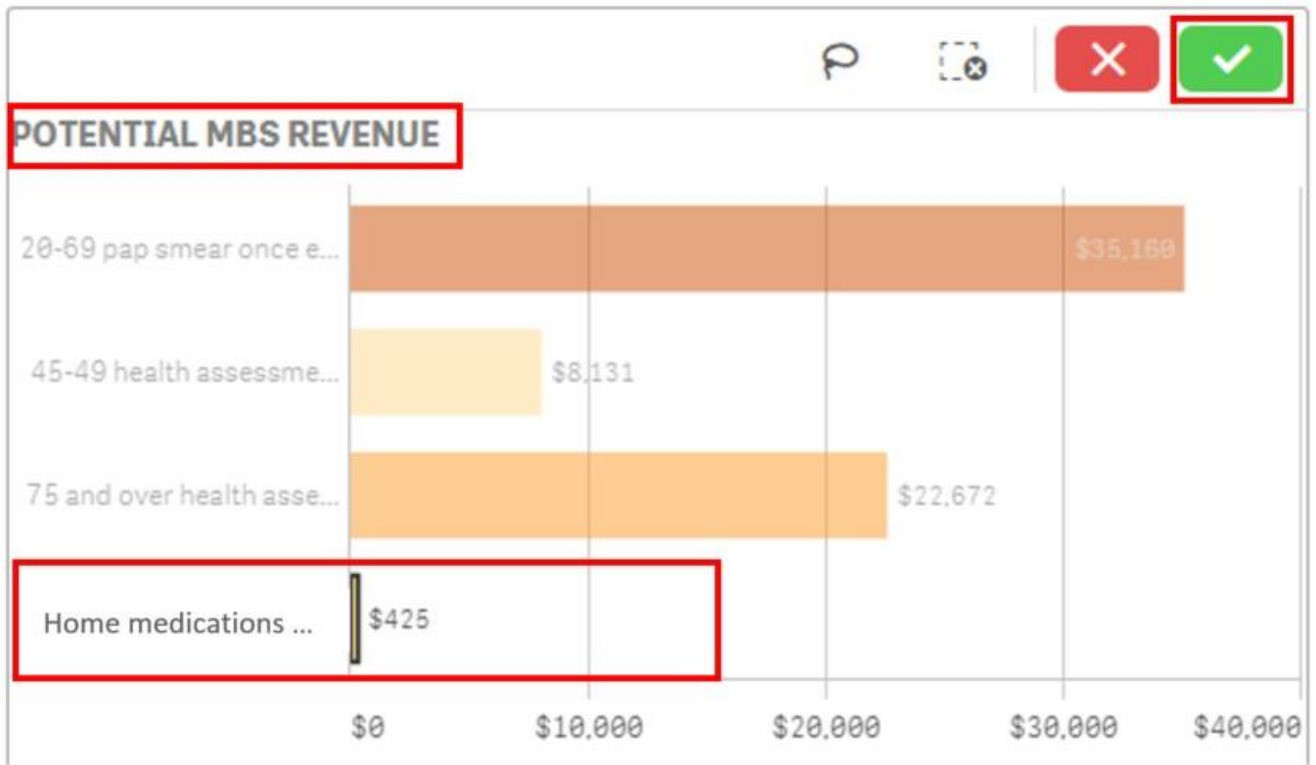 POTENTIAL MBS REVENUE
20-69 pap smear once e...
$35,160
45-49 health assessme...
$8,131
75 and over health asse...
$22,672
Home medications ...
$425
$0 $10,000 $20,000 $30,000 $40,000